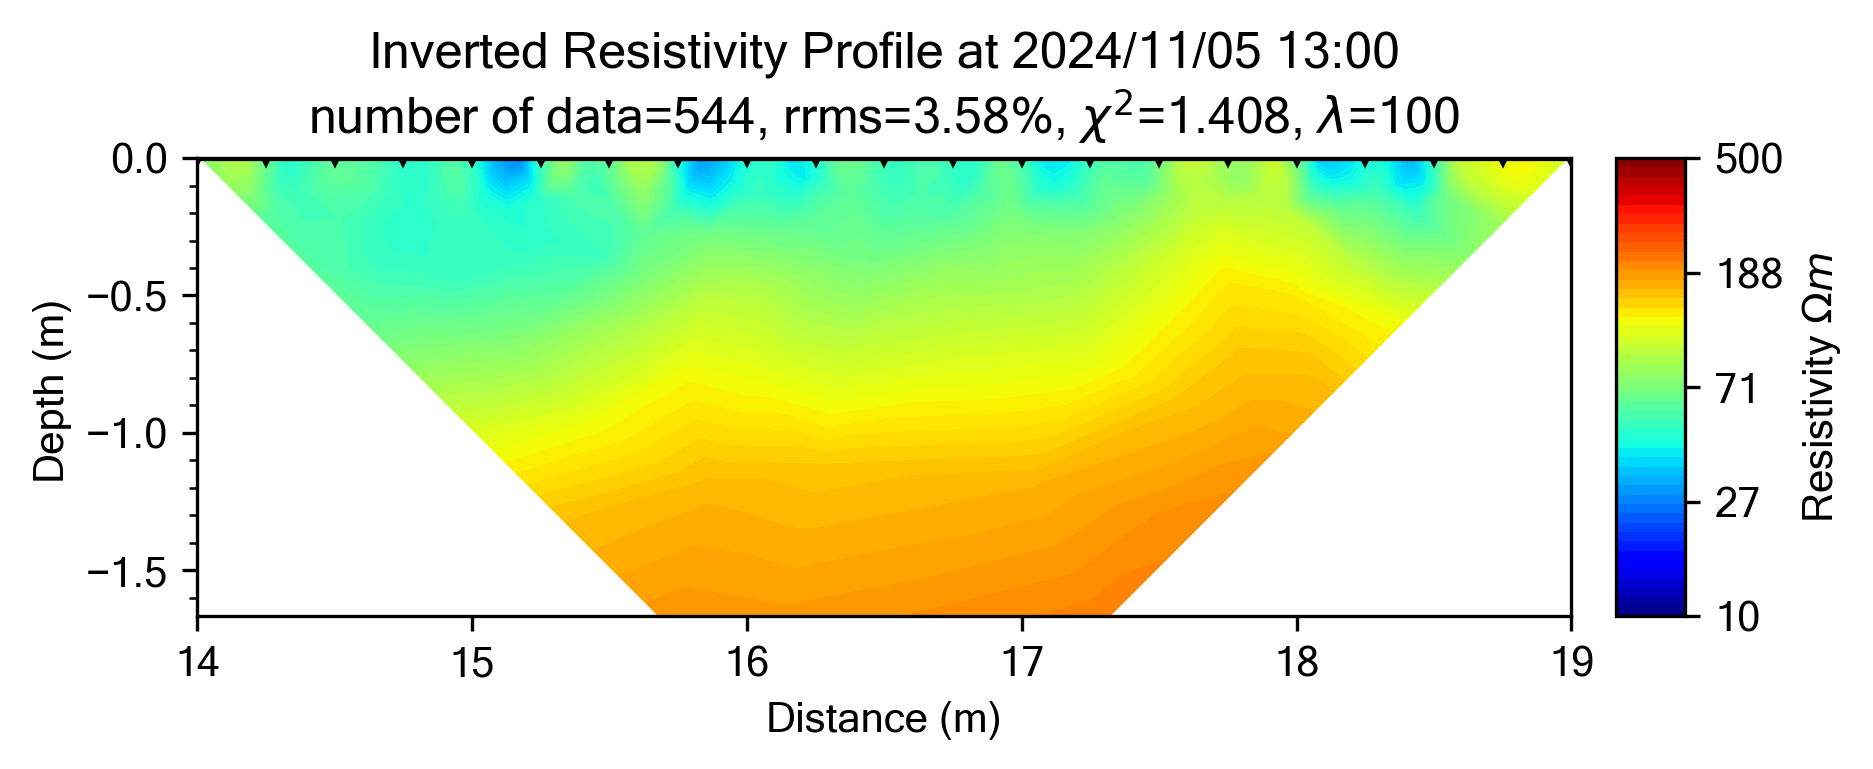 Inverted Resistivity Profile at 2024/11/05 13:00
number of data=544, rrms=3.58%, χ²=1.408, λ=100
0.0
−0.5
−1.0
−1.5
Depth (m)
14 15 16 17 18 19
Distance (m)
500
188
71
27
10
Resistivity Ωm